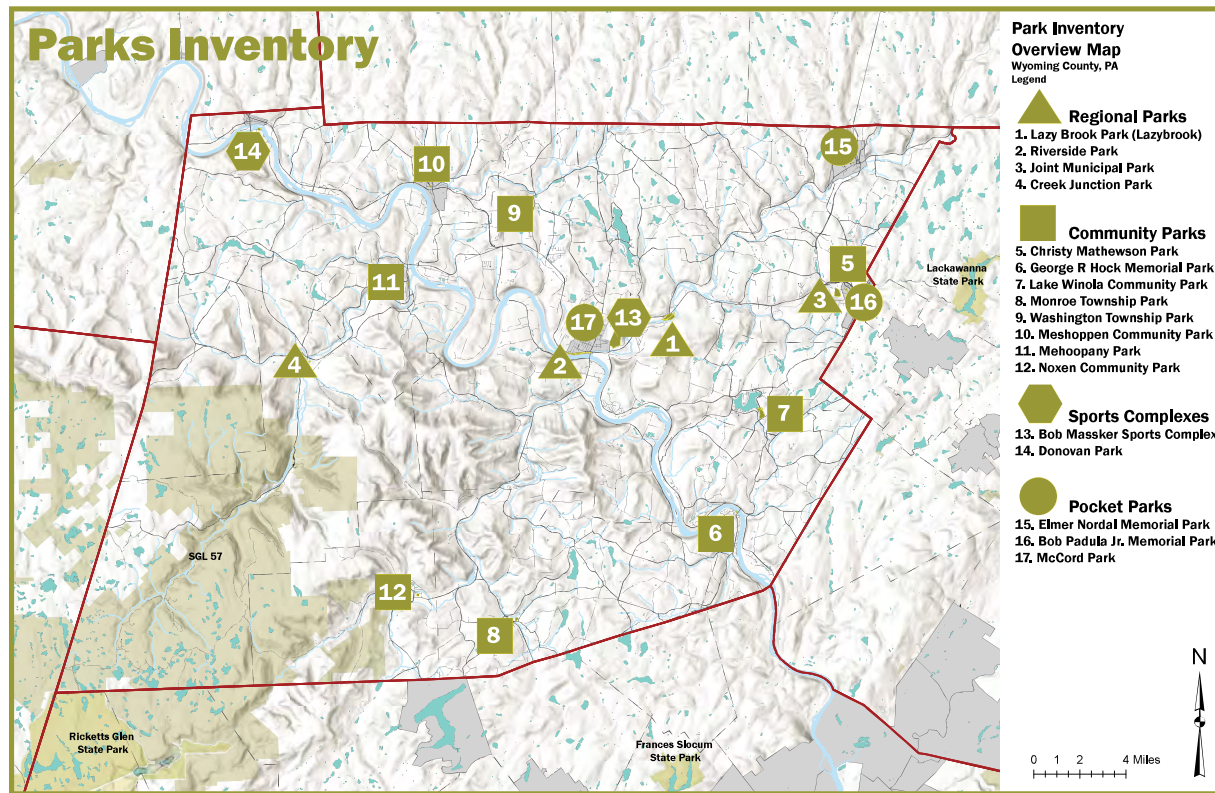 Parks Inventory
14
10
15
9
5
11
3
16
17
13
1
2
4
7
6
12
8
Lackawanna
State Park
SGL 57
Ricketts Glen
State Park
Frances Slocum
State Park
Park Inventory
Overview Map
Wyoming County, PA
Legend
Regional Parks
1. Lazy Brook Park (Lazybrook)
2. Riverside Park
3. Joint Municipal Park
4. Creek Junction Park
Community Parks
5. Christy Mathewson Park
6. George R Hock Memorial Park
7. Lake Winola Community Park
8. Monroe Township Park
9. Washington Township Park
10. Meshoppen Community Park
11. Mehoopany Park
12. Noxen Community Park
Sports Complexes
13. Bob Massker Sports Complex
14. Donovan Park
Pocket Parks
15. Elmer Nordal Memorial Park
16. Bob Padula Jr. Memorial Park
17. McCord Park
N
0 1 2 4 Miles